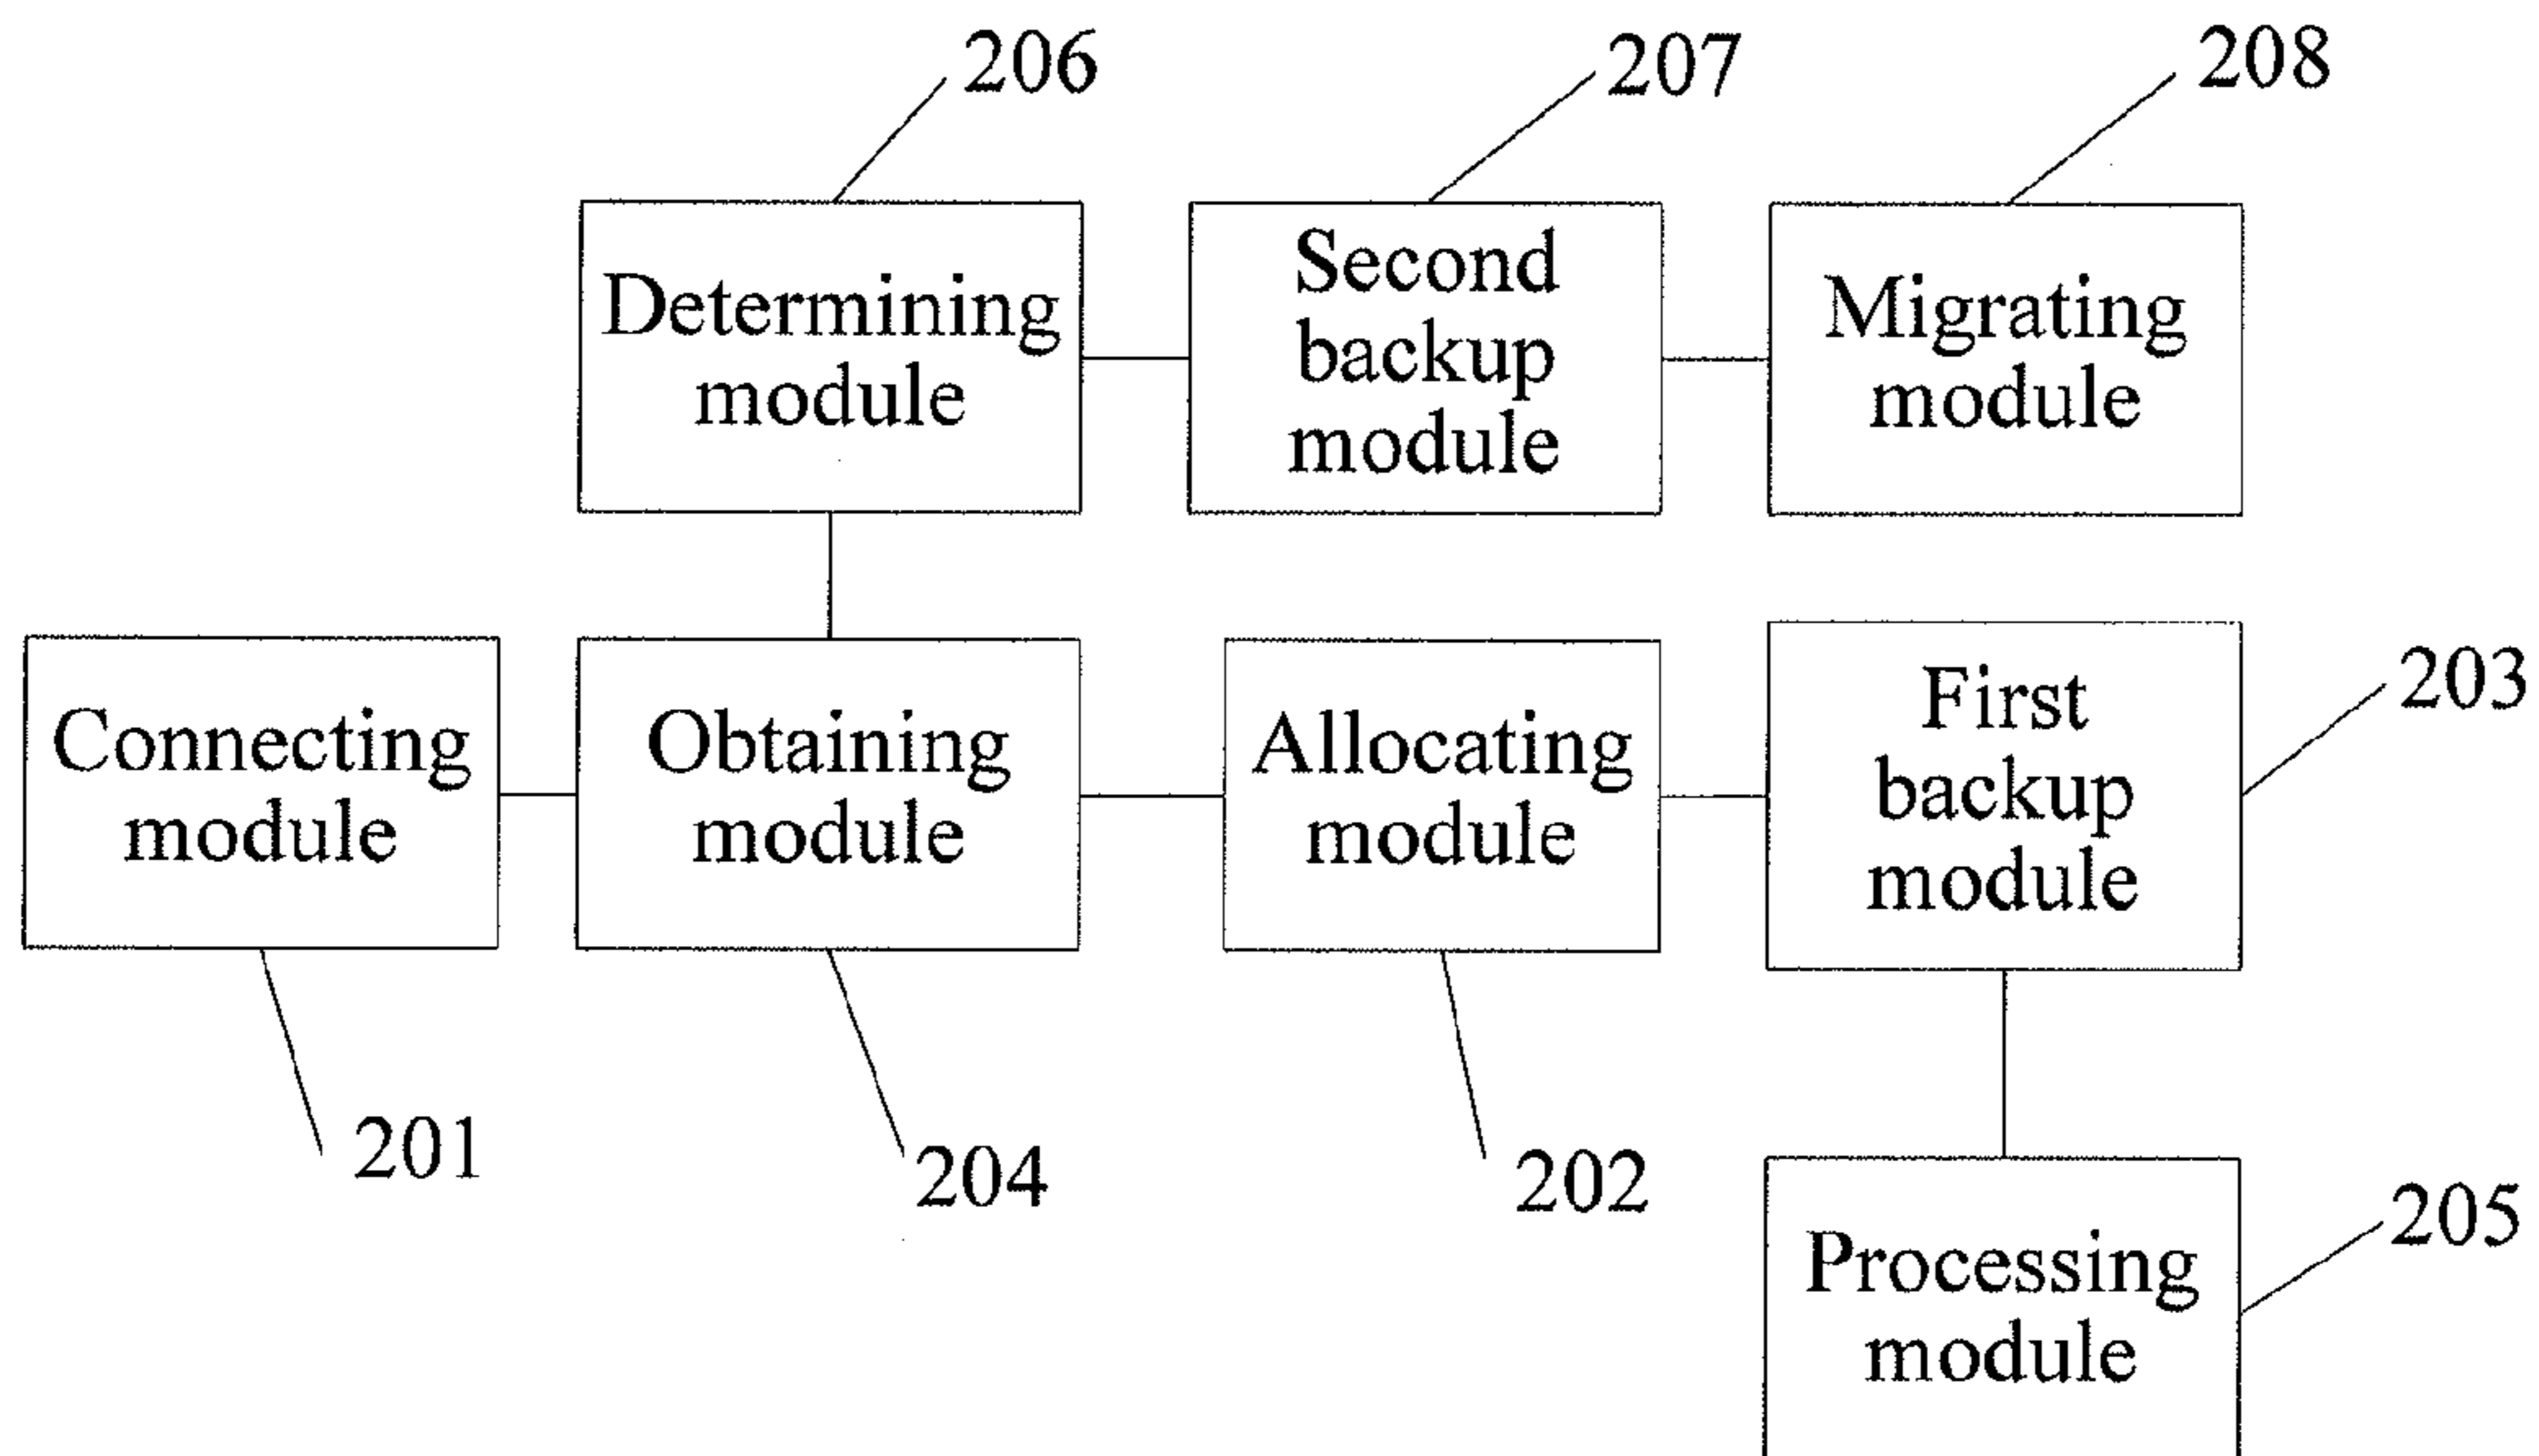 206
207
208
Determining
module
Second
backup
module
Migrating
module
Connecting
module
Obtaining
module
Allocating
module
First
backup
module
203
201
204
202
Processing
module
205